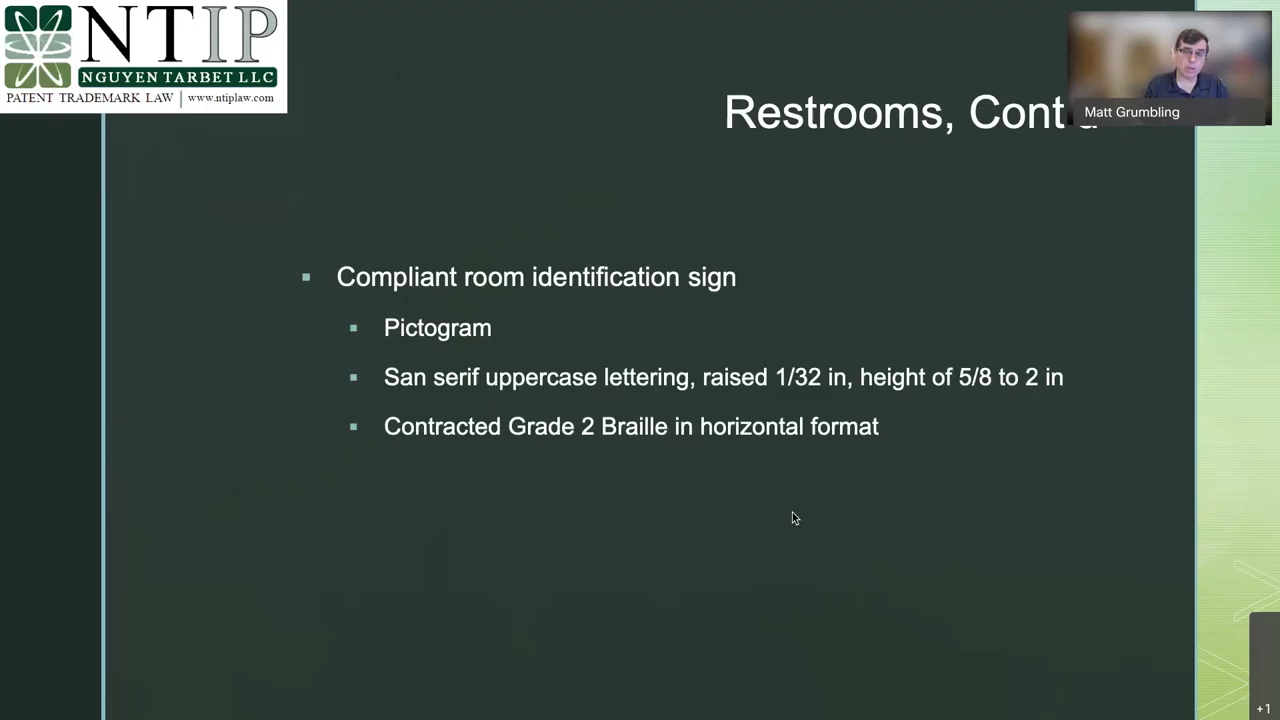 NTIP
NGUYEN TARBET LLC
PATENT TRADEMARK LAW | www.ntiplaw.com
Matt Grumbling
Restrooms,
Compliant room identification sign
Pictogram
San serif uppercase lettering, raised 1/32 in, height of 5/8 to 2 in
Contracted Grade 2 Braille in horizontal format
+1